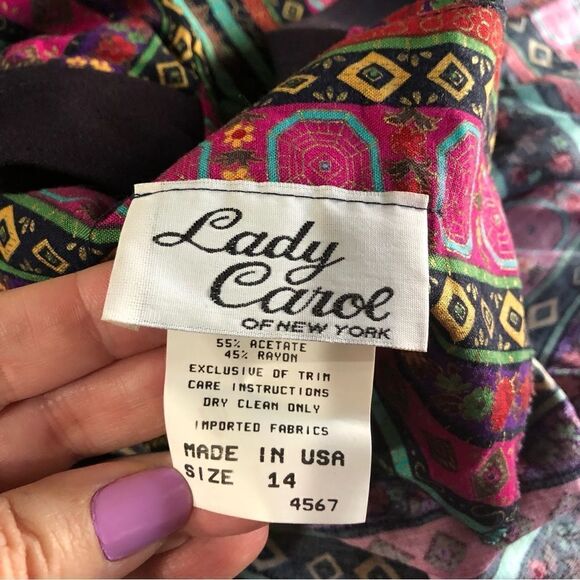 Lady
Carol
OF NEW YORK
55% ACETATE
45% RAYON
EXCLUSIVE OF TRIM
CARE INSTRUCTIONS
DRY CLEAN ONLY
IMPORTED FABRICS
MADE IN USA
SIZE 14
4567